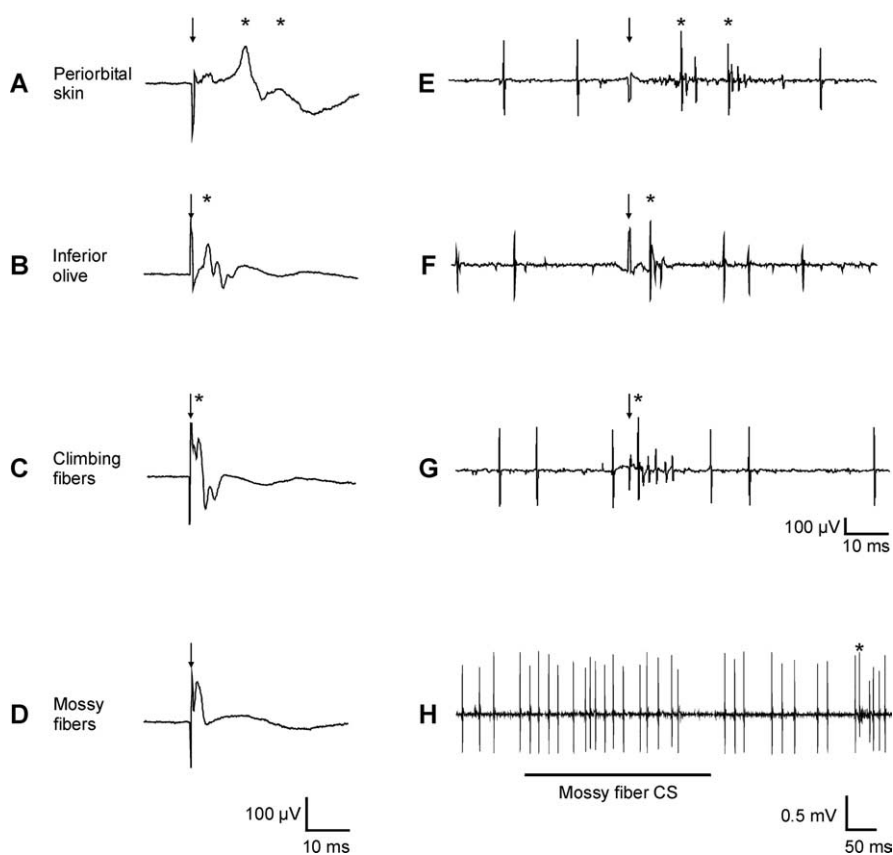 * * * *
A Periorbital
skin E
* *
B Inferior
olive F
* *
C Climbing
fibers G
100 µV
10 ms
*
D Mossy
fibers H
Mossy fiber CS
100 µV
10 ms
0.5 mV
50 ms